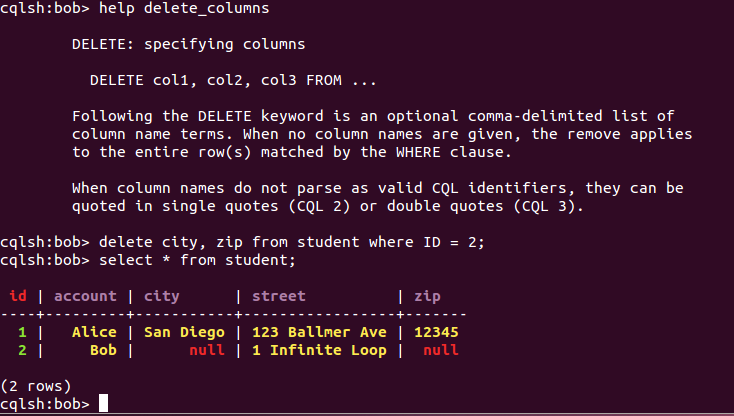 cqlsh:bob> help delete_columns
DELETE: specifying columns
DELETE col1, col2, col3 FROM ...
Following the DELETE keyword is an optional comma-delimited list of
column name terms. When no column names are given, the remove applies
to the entire row(s) matched by the WHERE clause.
When column names do not parse as valid CQL identifiers, they can be
quoted in single quotes (CQL 2) or double quotes (CQL 3).
cqlsh:bob> delete city, zip from student where ID = 2;
cqlsh:bob> select * from student;
id | account | city      | street          | zip
----+---------+-----------+-----------------+-------
1 |   Alice | San Diego | 123 Ballmer Ave | 12345
2 |     Bob |      null | 1 Infinite Loop |  null
(2 rows)
cqlsh:bob>